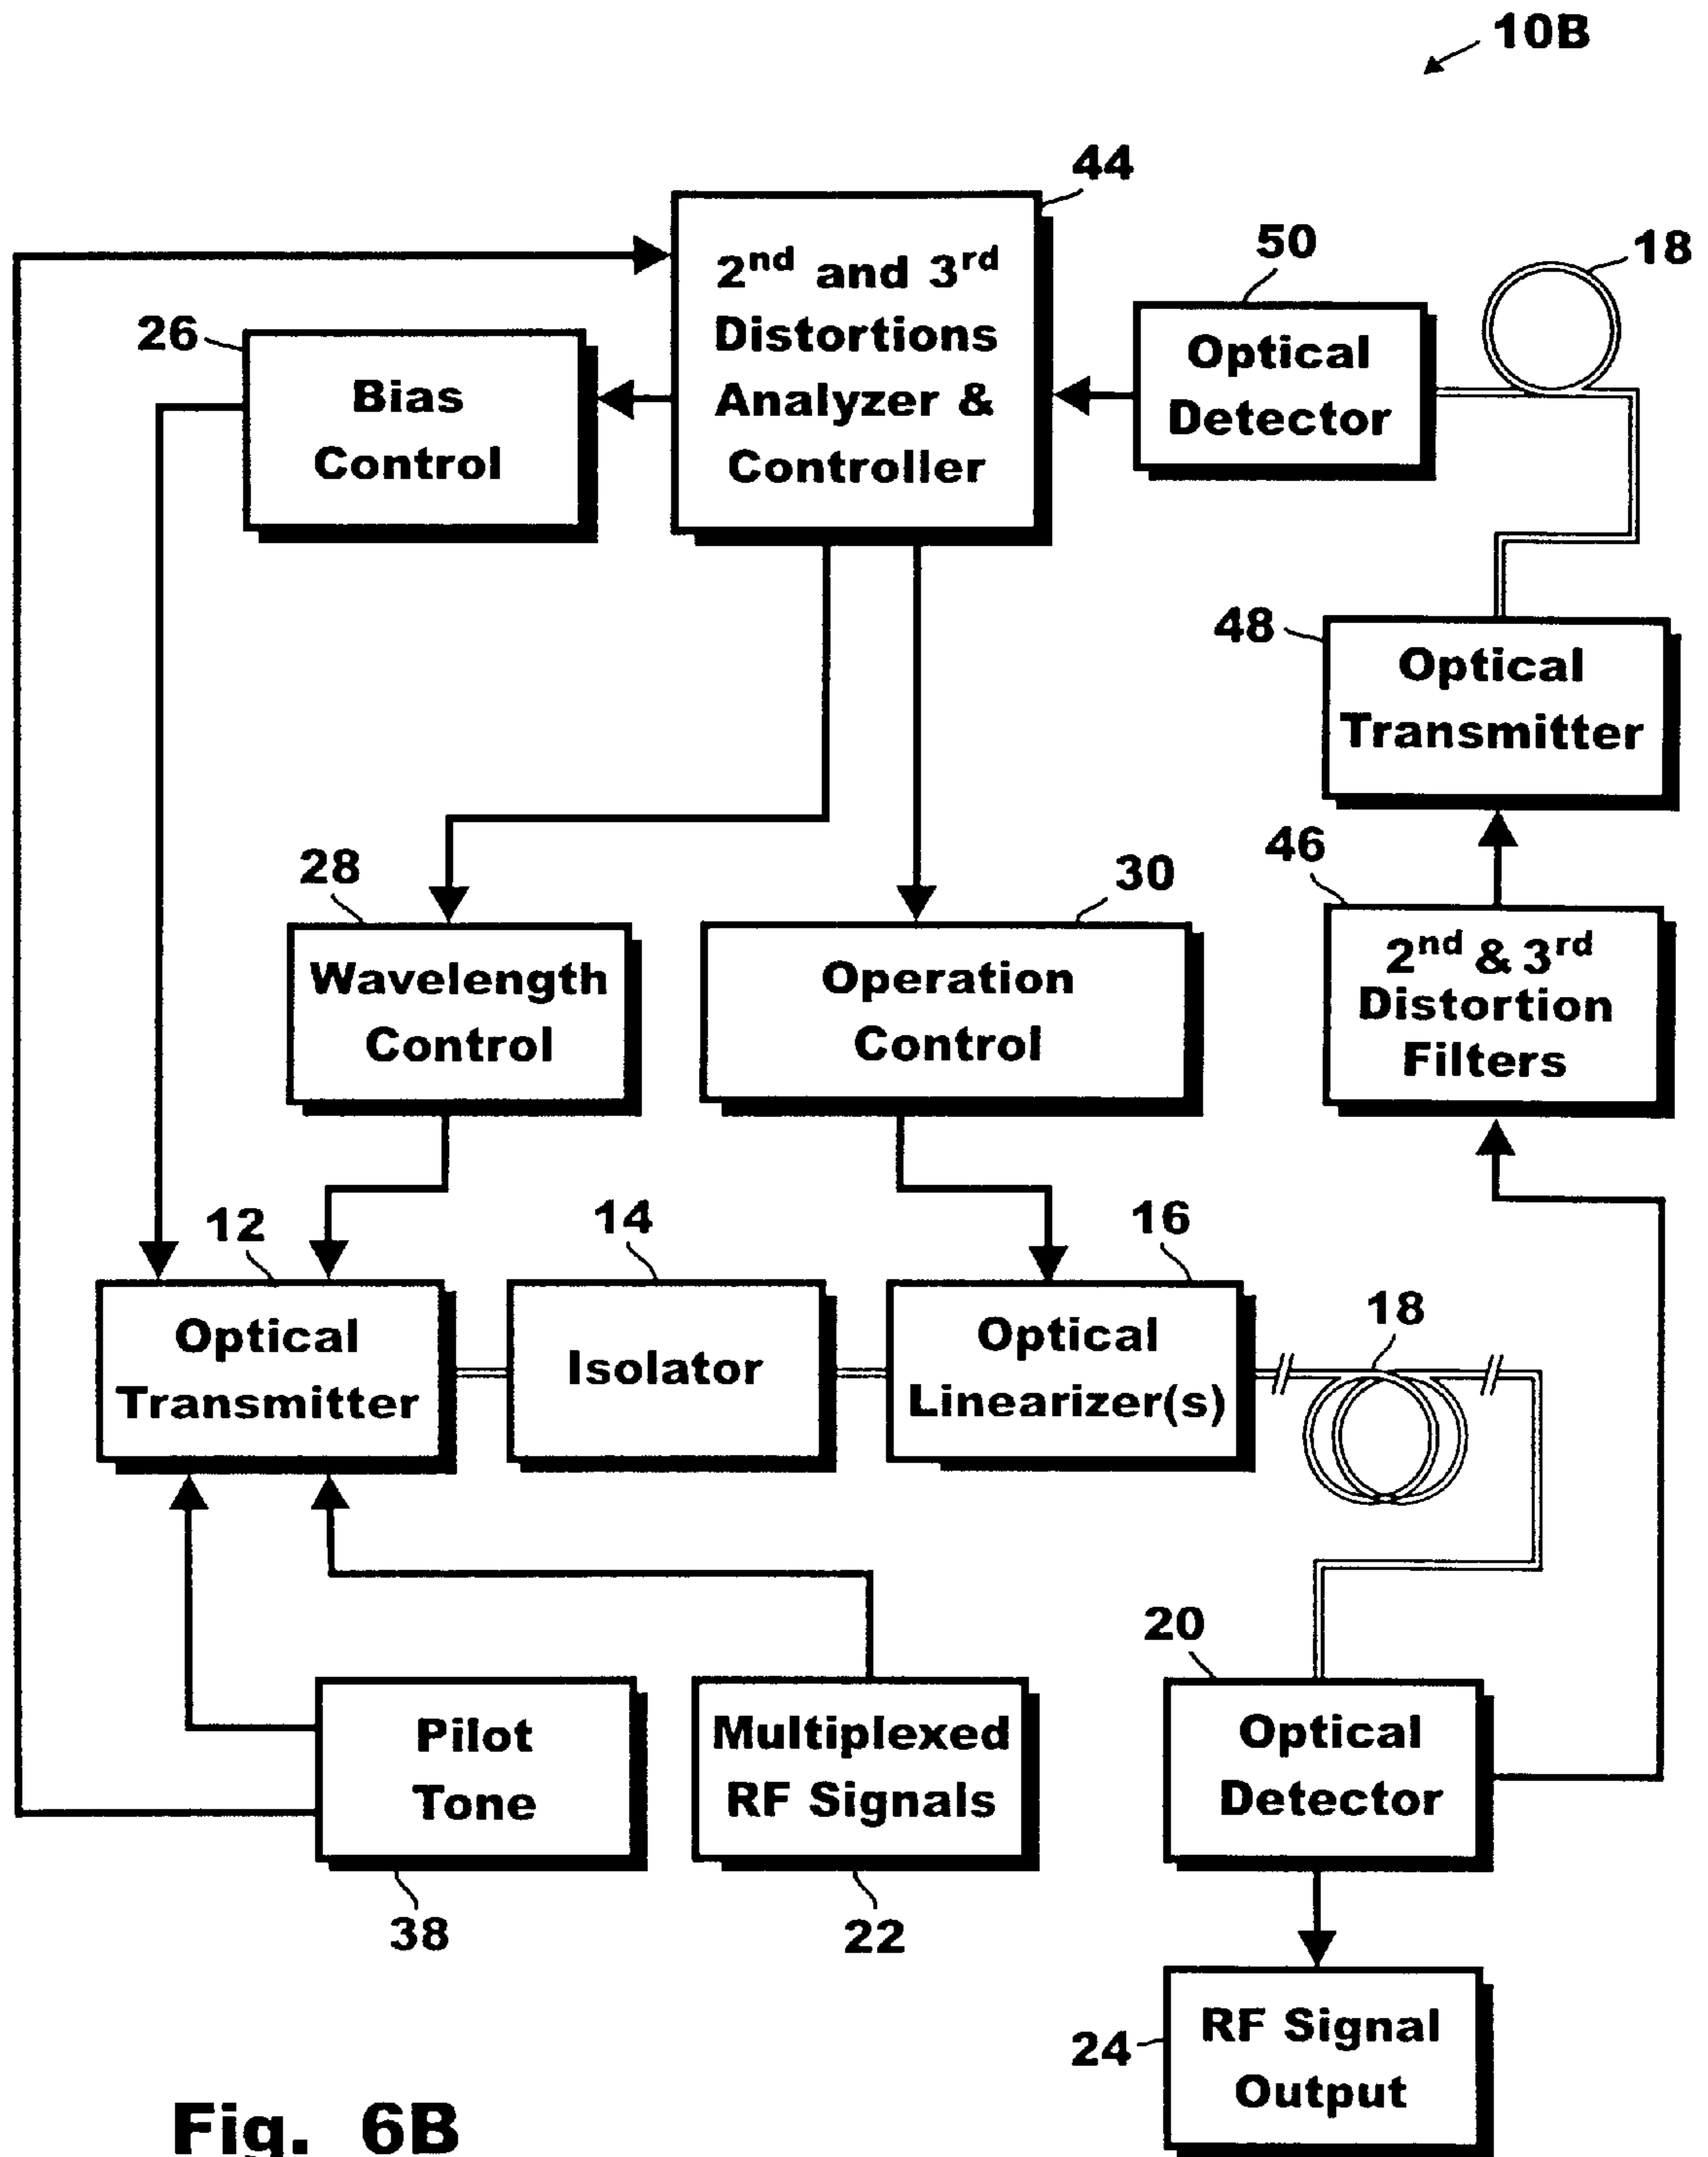 10B
44
2nd and 3rd
Distortions
Analyzer &
Controller
50
Optical
Detector
18
26
Bias
Control
48
Optical
Transmitter
46
2nd & 3rd
Distortion
Filters
28
Wavelength
Control
30
Operation
Control
12
Optical
Transmitter
14
Isolator
16
Optical
Linearizer(s)
18
Pilot
Tone
38
Multiplexed
RF Signals
22
20
Optical
Detector
24
RF Signal
Output
Fig. 6B